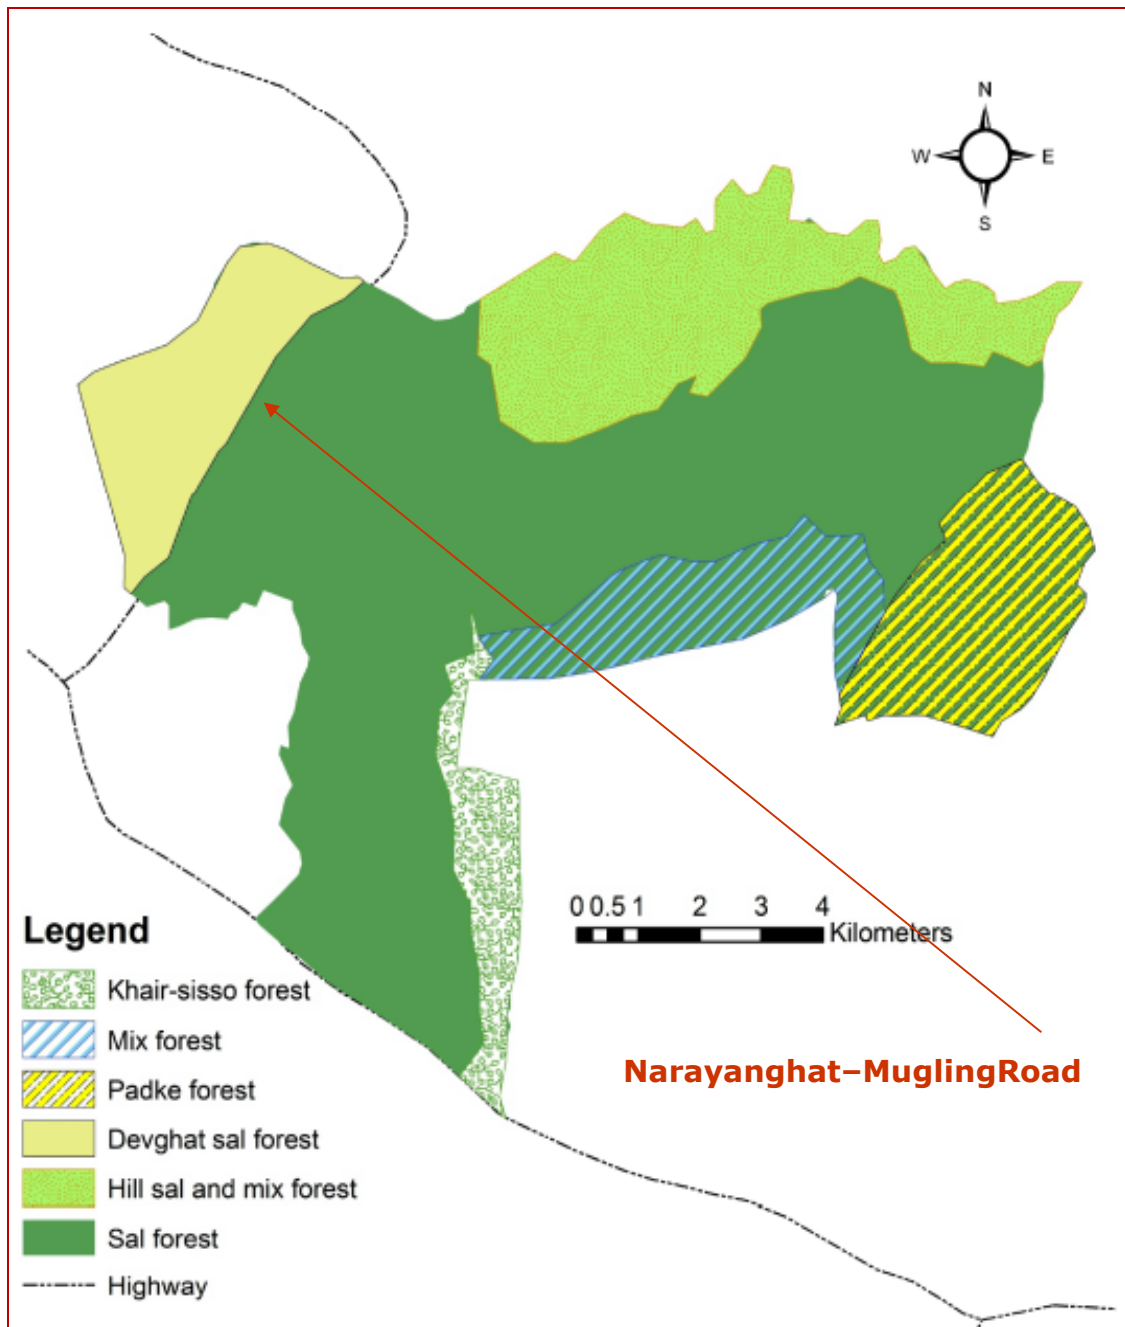 N
W E
S
0 0.5 1 2 3 4
Kilometers
Legend
Khair-sisso forest
Mix forest
Padke forest
Devghat sal forest
Hill sal and mix forest
Sal forest
Highway
Narayanghat–MuglingRoad